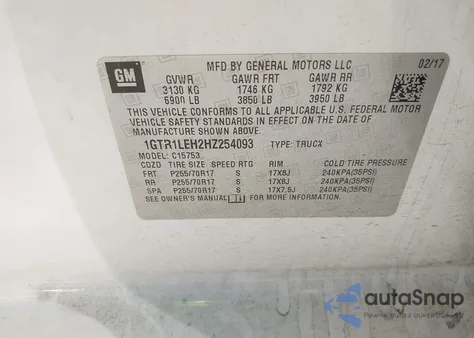 GM
MFD BY GENERAL MOTORS LLC 02/17
GVWR GAWR FRT GAWR RR
3130 KG 1746 KG 1792 KG
6900 LB 3850 LB 3950 LB
THIS VEHICLE CONFORMS TO ALL APPLICABLE U.S. FEDERAL MOTOR
VEHICLE SAFETY STANDARDS IN EFFECT ON THE DATE OF
MANUFACTURE SHOWN ABOVE.
1GTR1LEH2HZ254093 TYPE: TRUCX
MODEL: C15753
COZD TIRE SIZE SPEED RTG RIM COLD TIRE PRESSURE
FRT P255/70R17 S 17X8J 240KPA(35PSI)
RR P255/70R17 S 17X8J 240KPA(35PSI)
SPA P255/70R17 S 17X7.5J 240KPA(35PSI)
SEE OWNER'S MANUAL FOR MORE INFORMATION.
autoSnap